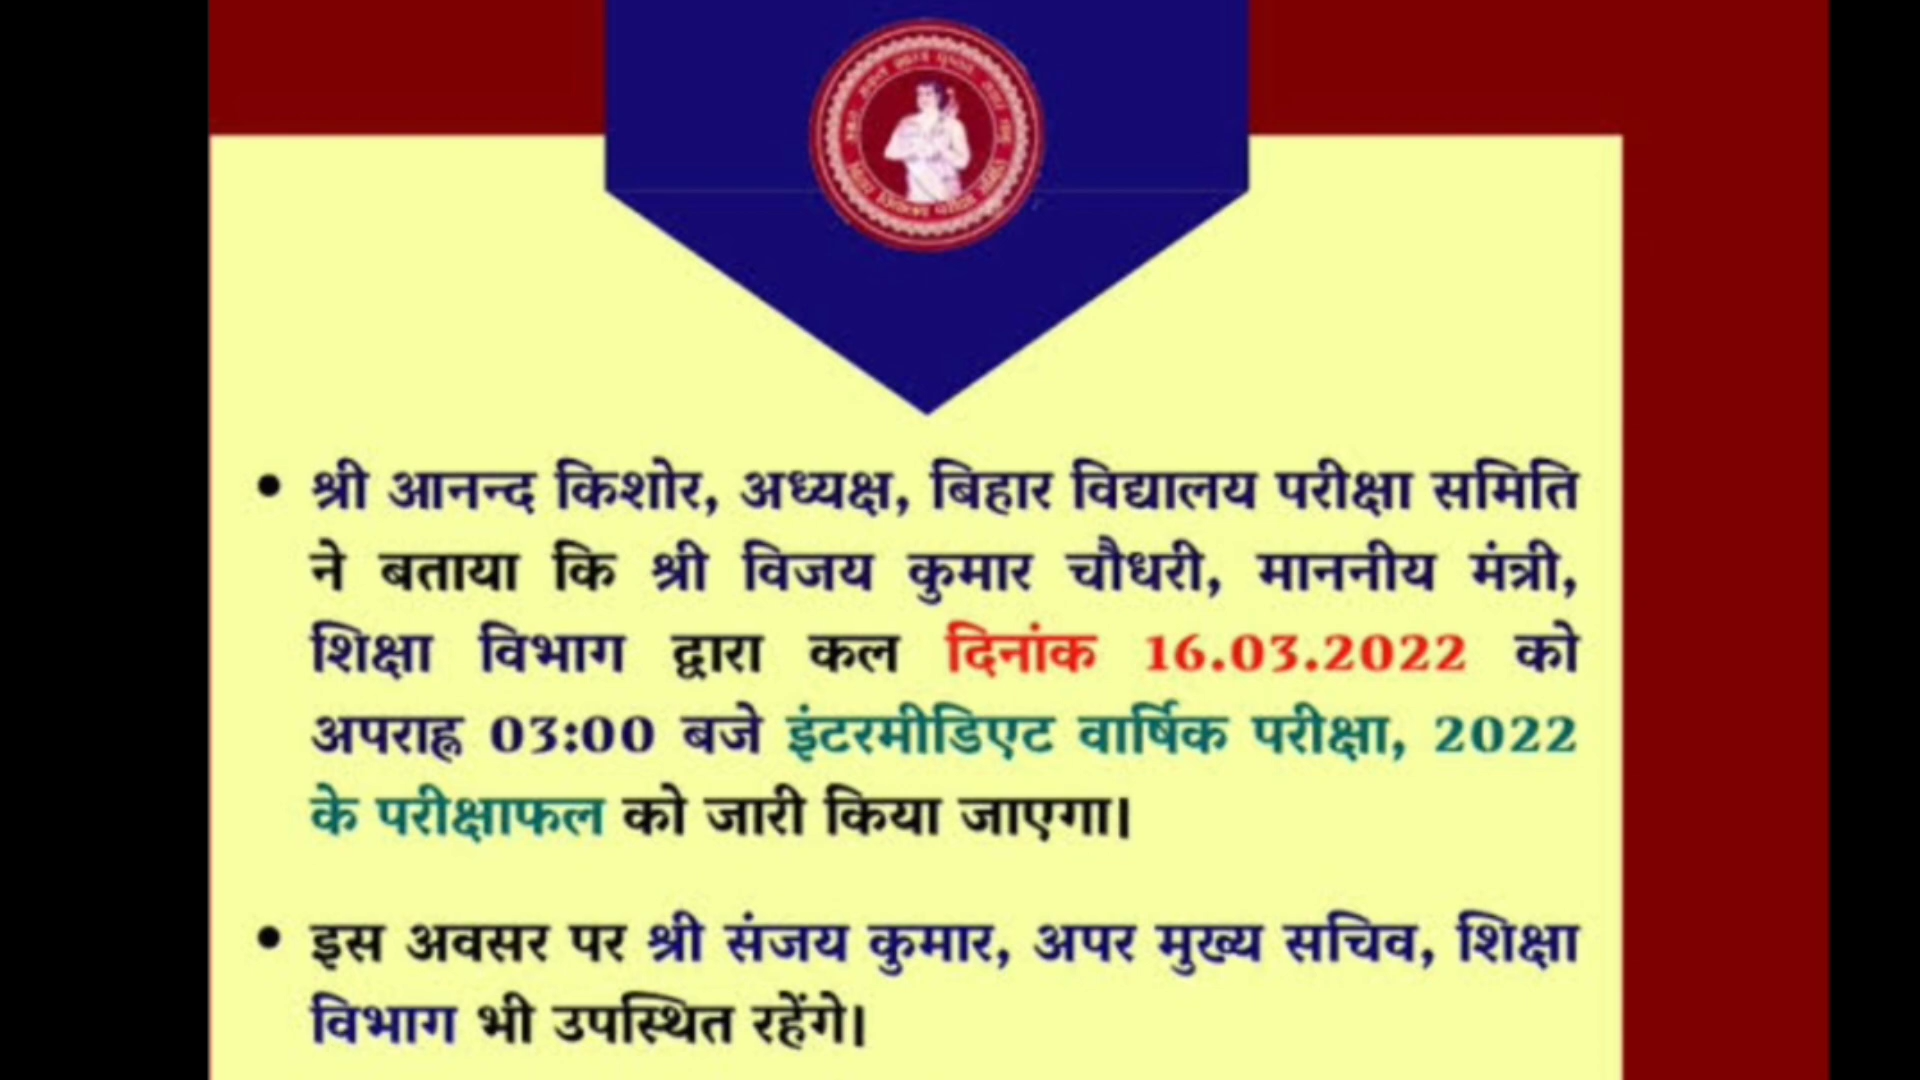 • श्री आनन्द किशोर, अध्यक्ष, बिहार विद्यालय परीक्षा समिति
ने बताया कि श्री विजय कुमार चौधरी, माननीय मंत्री,
शिक्षा विभाग द्वारा कल दिनांक 16.03.2022 को
अपराह्न 03:00 बजे इंटरमीडिएट वार्षिक परीक्षा, 2022
के परीक्षाफल को जारी किया जाएगा।
• इस अवसर पर श्री संजय कुमार, अपर मुख्य सचिव, शिक्षा
विभाग भी उपस्थित रहेंगे।